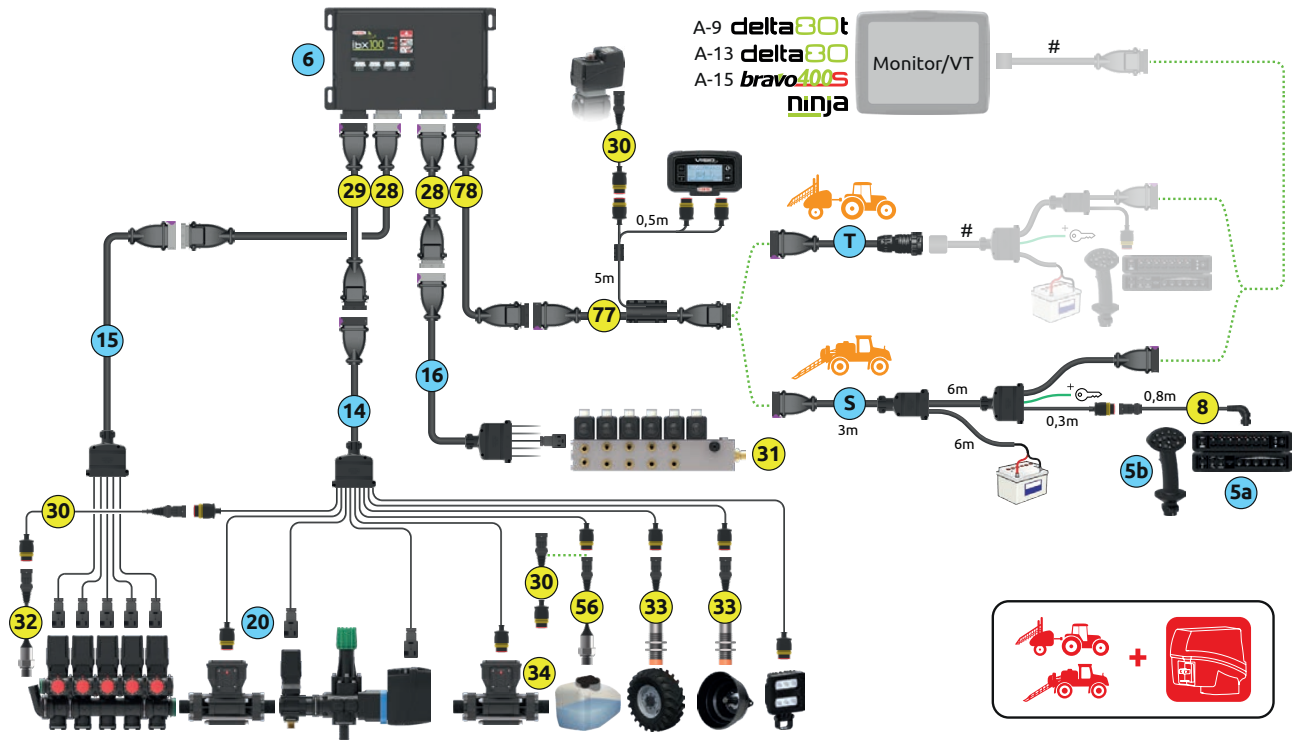 A-9 delta80t
A-13 delta80
A-15 bravo400S
ninja
Monitor/VT
#
6
ibx100
30
29
28
28
78
0,5m
T
#
+
5m
77
15
16
14
S
3m
6m
6m
+
0,3m
0,8m
8
31
5b
5a
30
32
20
30
56
33
33
34
+